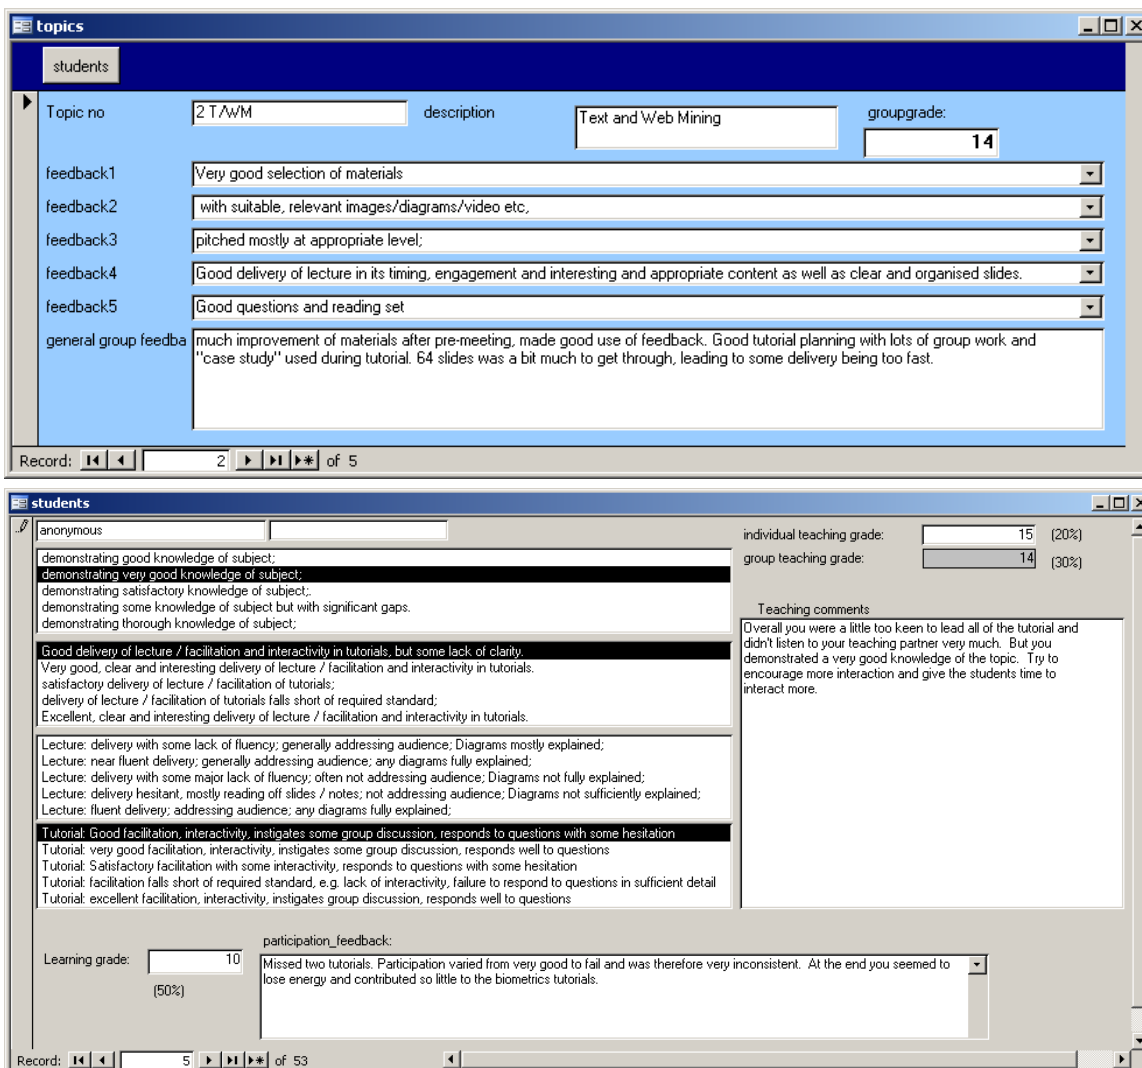 topics
students
Topic no 2 T/WM description Text and Web Mining groupgrade: 14
feedback1 Very good selection of materials
feedback2 with suitable, relevant images/diagrams/video etc,
feedback3 pitched mostly at appropriate level;
feedback4 Good delivery of lecture in its timing, engagement and interesting and appropriate content as well as clear and organised slides.
feedback5 Good questions and reading set
general group feedba much improvement of materials after pre-meeting, made good use of feedback. Good tutorial planning with lots of group work and
"case study" used during tutorial. 64 slides was a bit much to get through, leading to some delivery being too fast.
Record: 2 of 5
students
anonymous
individual teaching grade: 15 (20%)
group teaching grade: 14 (30%)
demonstrating good knowledge of subject;
demonstrating very good knowledge of subject;
demonstrating satisfactory knowledge of subject;.
demonstrating some knowledge of subject but with significant gaps.
demonstrating thorough knowledge of subject;
Good delivery of lecture / facilitation and interactivity in tutorials, but some lack of clarity.
Very good, clear and interesting delivery of lecture / facilitation and interactivity in tutorials.
satisfactory delivery of lecture / facilitation of tutorials;
delivery of lecture / facilitation of tutorials falls short of required standard;
Excellent, clear and interesting delivery of lecture / facilitation and interactivity in tutorials.
Lecture: delivery with some lack of fluency; generally addressing audience; Diagrams mostly explained;
Lecture: near fluent delivery; generally addressing audience; any diagrams fully explained;
Lecture: delivery with some major lack of fluency; often not addressing audience; Diagrams not fully explained;
Lecture: delivery hesitant, mostly reading off slides / notes; not addressing audience; Diagrams not sufficiently explained;
Lecture: fluent delivery; addressing audience; any diagrams fully explained;
Tutorial: Good facilitation, interactivity, instigates some group discussion, responds to questions with some hesitation
Tutorial: very good facilitation, interactivity, instigates some group discussion, responds well to questions
Tutorial: Satisfactory facilitation with some interactivity, responds to questions with some hesitation
Tutorial: facilitation falls short of required standard, e.g. lack of interactivity, failure to respond to questions in sufficient detail
Tutorial: excellent facilitation, interactivity, instigates group discussion, responds well to questions
Teaching comments
Overall you were a little too keen to lead all of the tutorial and
didn't listen to your teaching partner very much. But you
demonstrated a very good knowledge of the topic. Try to
encourage more interaction and give the students time to
interact more.
Learning grade: 10
(50%)
participation_feedback:
Missed two tutorials. Participation varied from very good to fail and was therefore very inconsistent. At the end you seemed to
lose energy and contributed so little to the biometrics tutorials.
Record: 5 of 53